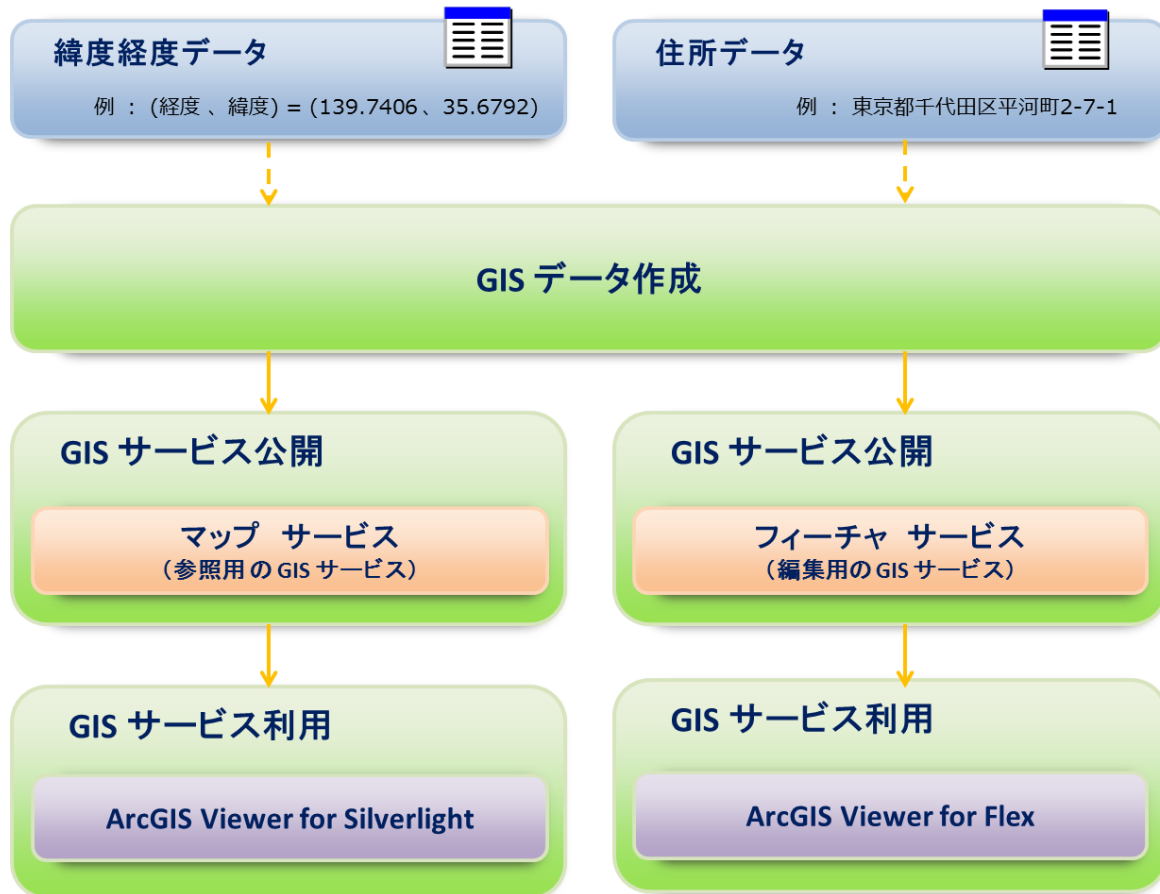 緯度経度データ
例 : (経度、緯度) = (139.7406、35.6792)
住所データ
例 : 東京都千代田区平河町2-7-1
GIS データ作成
GIS サービス公開
マップ サービス
(参照用の GIS サービス)
GIS サービス公開
フィーチャ サービス
(編集用の GIS サービス)
GIS サービス利用
ArcGIS Viewer for Silverlight
GIS サービス利用
ArcGIS Viewer for Flex